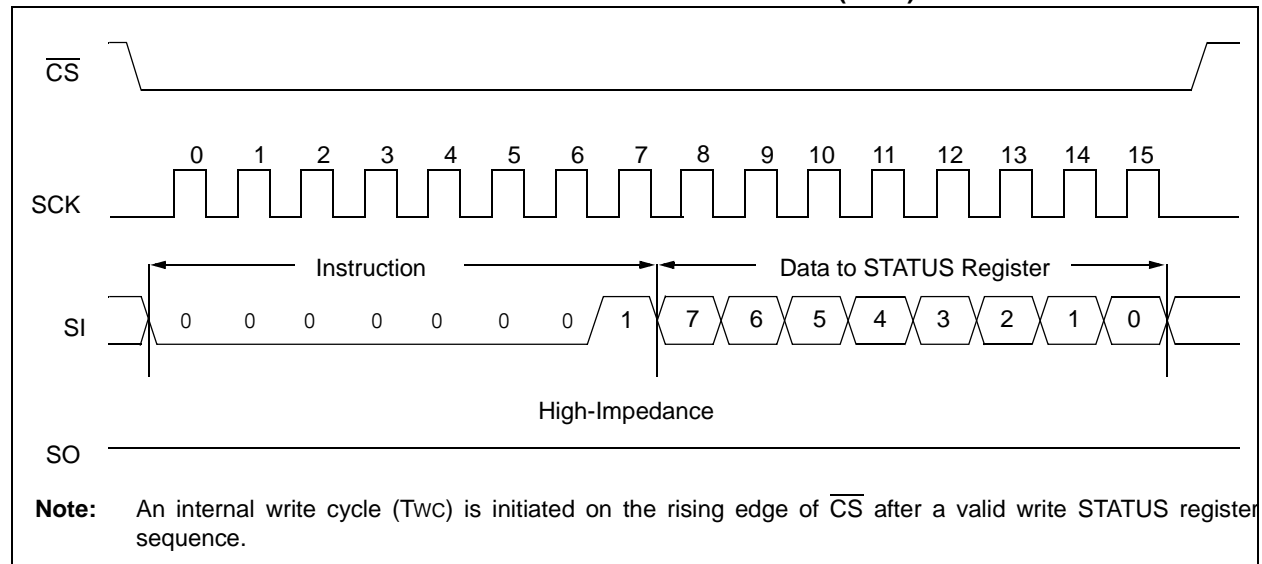 CS
0 1 2 3 4 5 6 7 8 9 10 11 12 13 14 15
SCK
Instruction Data to STATUS Register
SI 0 0 0 0 0 0 0 1 7 6 5 4 3 2 1 0
High-Impedance
SO
Note: An internal write cycle (TWC) is initiated on the rising edge of CS after a valid write STATUS register
sequence.